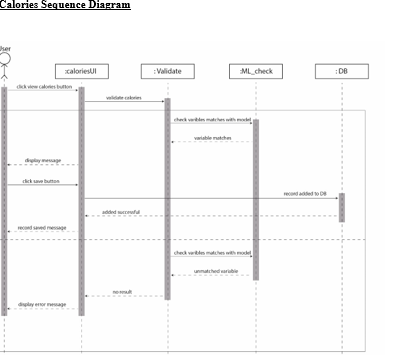 Calories Sequence Diagram
User
:caloriesUI
: Validate
:ML_check
: DB
click view calories button
validate calories
check varibles matches with model
variable matches
display message
click save button
record added to DB
added successful
record saved message
check varibles matches with model
unmatched variable
no result
display error message